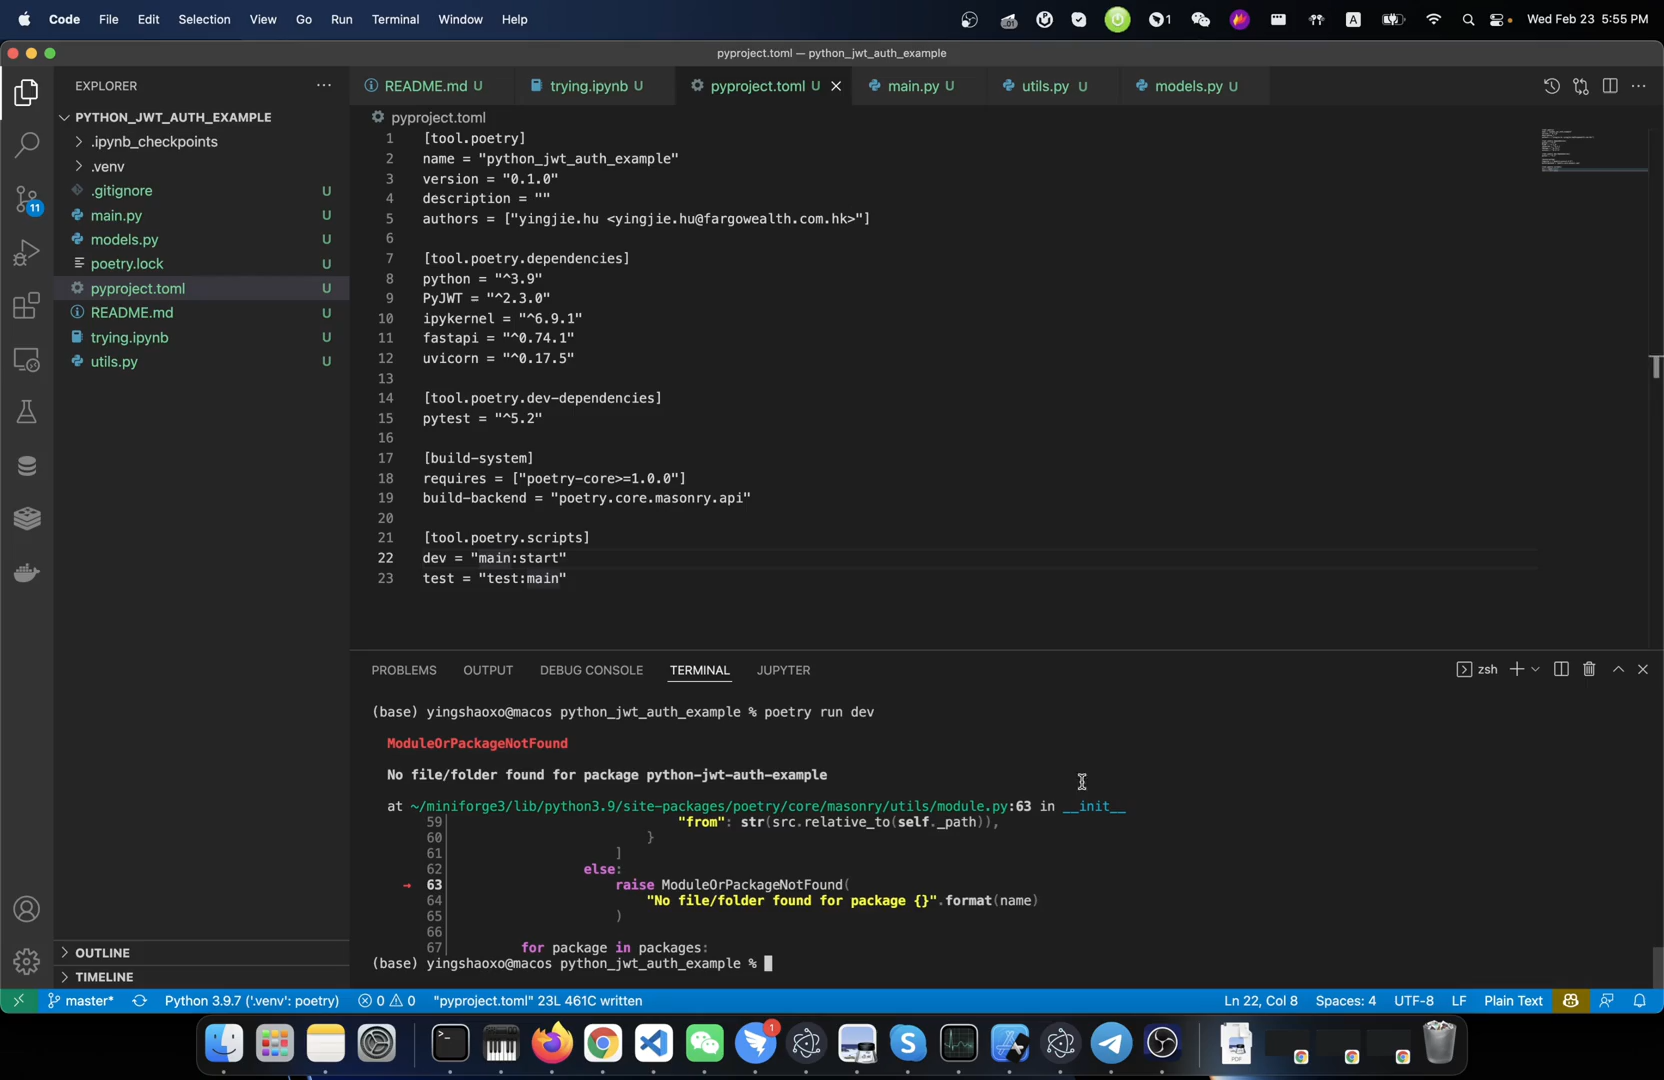 Code File Edit Selection View Go Run Terminal Window Help
1 A Wed Feb 23 5:55 PM
pyproject.toml — python_jwt_auth_example
EXPLORER
README.md U trying.ipynb U pyproject.toml U main.py U utils.py U models.py U
PYTHON_JWT_AUTH_EXAMPLE
.ipynb_checkpoints
.venv
.gitignore U
main.py U
models.py U
poetry.lock U
pyproject.toml U
README.md U
trying.ipynb U
utils.py U
11
OUTLINE
TIMELINE
pyproject.toml
1 [tool.poetry]
2 name = "python_jwt_auth_example"
3 version = "0.1.0"
4 description = ""
5 authors = ["yingjie.hu <yingjie.hu@fargowealth.com.hk>"]
6
7 [tool.poetry.dependencies]
8 python = "^3.9"
9 PyJWT = "^2.3.0"
10 ipykernel = "^6.9.1"
11 fastapi = "^0.74.1"
12 uvicorn = "^0.17.5"
13
14 [tool.poetry.dev-dependencies]
15 pytest = "^5.2"
16
17 [build-system]
18 requires = ["poetry-core>=1.0.0"]
19 build-backend = "poetry.core.masonry.api"
20
21 [tool.poetry.scripts]
22 dev = "main:start"
23 test = "test:main"
PROBLEMS OUTPUT DEBUG CONSOLE TERMINAL JUPYTER
zsh
(base) yingshaoxo@macos python_jwt_auth_example % poetry run dev
ModuleOrPackageNotFound
No file/folder found for package python-jwt-auth-example
at ~/miniforge3/lib/python3.9/site-packages/poetry/core/masonry/utils/module.py:63 in __init__
59 "from": str(src.relative_to(self._path)),
60 }
61 ]
62 else:
→ 63 raise ModuleOrPackageNotFound(
64 "No file/folder found for package {}".format(name)
65 )
66
67 for package in packages:
(base) yingshaoxo@macos python_jwt_auth_example %
master* Python 3.9.7 ('.venv': poetry) 0 0 "pyproject.toml" 23L 461C written Ln 22, Col 8 Spaces: 4 UTF-8 LF Plain Text
1
PDF